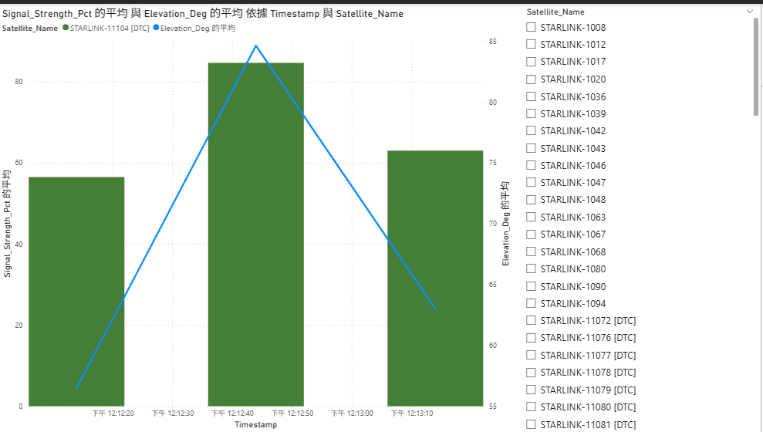 Signal_Strength_Pct 的平均 與 Elevation_Deg 的平均 依據 Timestamp 與 Satellite_Name
Satellite_Name STARLINK-11104 [DTC] Elevation_Deg 的平均
Signal_Strength_Pct 的平均
80
60
40
20
0
85
80
75
70
65
60
55
Elevation_Deg 的平均
下午 12:12:20 下午 12:12:30 下午 12:12:40 下午 12:12:50 下午 12:13:00 下午 12:13:10
Timestamp
Satellite_Name
STARLINK-1008
STARLINK-1012
STARLINK-1017
STARLINK-1020
STARLINK-1036
STARLINK-1039
STARLINK-1042
STARLINK-1043
STARLINK-1046
STARLINK-1047
STARLINK-1048
STARLINK-1063
STARLINK-1067
STARLINK-1068
STARLINK-1080
STARLINK-1090
STARLINK-1094
STARLINK-11072 [DTC]
STARLINK-11076 [DTC]
STARLINK-11077 [DTC]
STARLINK-11078 [DTC]
STARLINK-11079 [DTC]
STARLINK-11080 [DTC]
STARLINK-11081 [DTC]